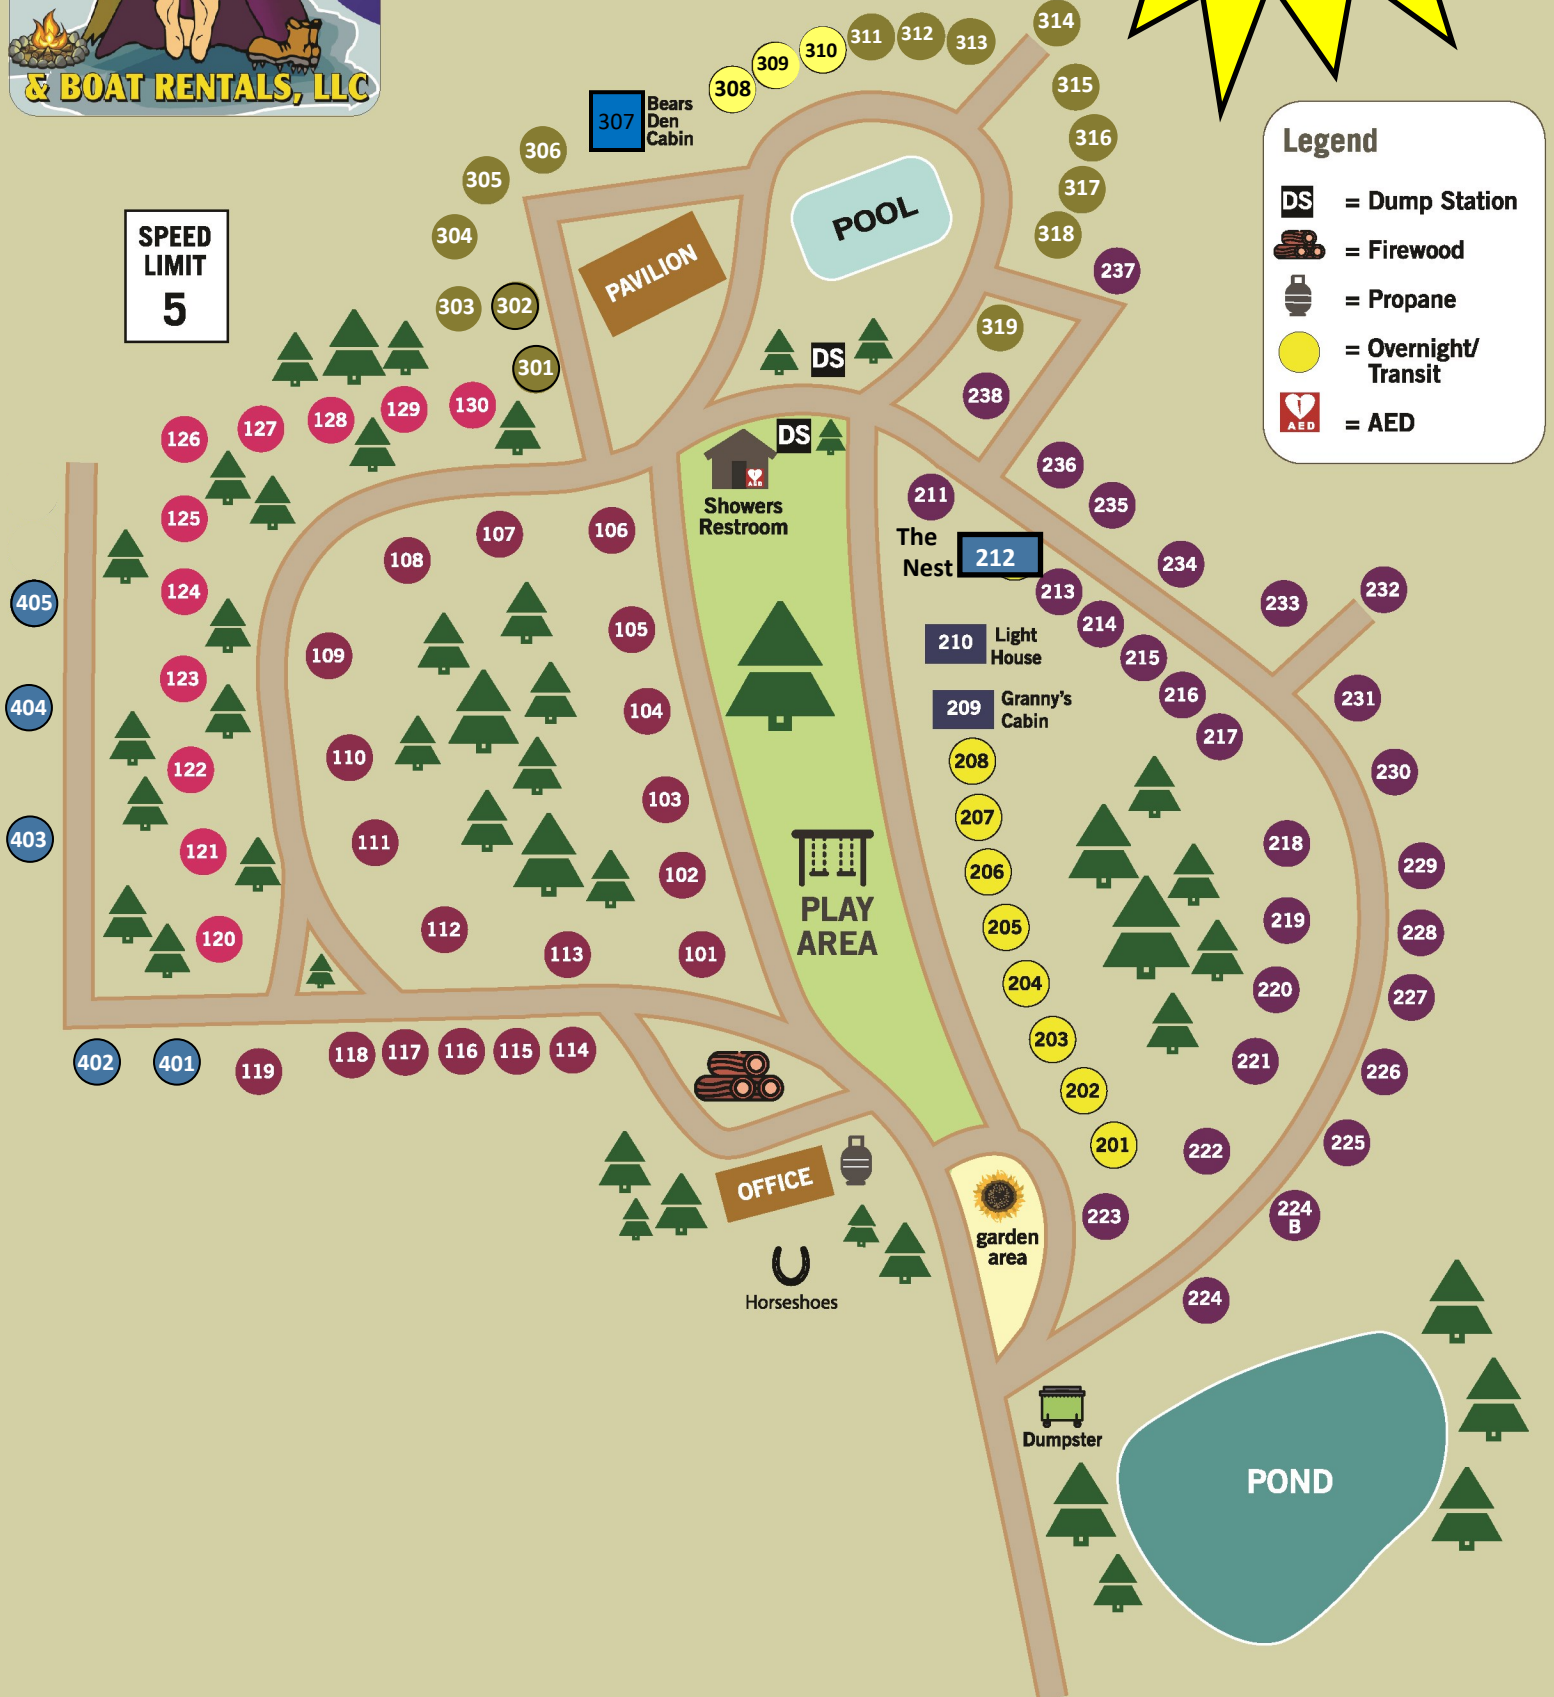 & BOAT RENTALS, LLC
SPEED
LIMIT
5
Legend
DS = Dump Station
= Firewood
= Propane
= Overnight/
Transit
AED = AED
314
313
312
311
310
309
308
307
Bears
Den
Cabin
306
305
304
303
302
301
315
316
317
318
319
POOL
PAVILION
DS
DS
AED
Showers
Restroom
237
238
236
235
234
233
232
231
230
229
228
227
226
225
224
B
224
211
The
Nest
212
213
214
215
216
217
218
219
220
221
222
223
210
Light
House
209
Granny's
Cabin
208
207
206
205
204
203
202
201
130
129
128
127
126
125
124
123
122
121
120
405
404
403
402
401
119
118
117
116
115
114
106
107
108
109
110
111
112
113
105
104
103
102
101
PLAY
AREA
OFFICE
Horseshoes
garden
area
Dumpster
POND